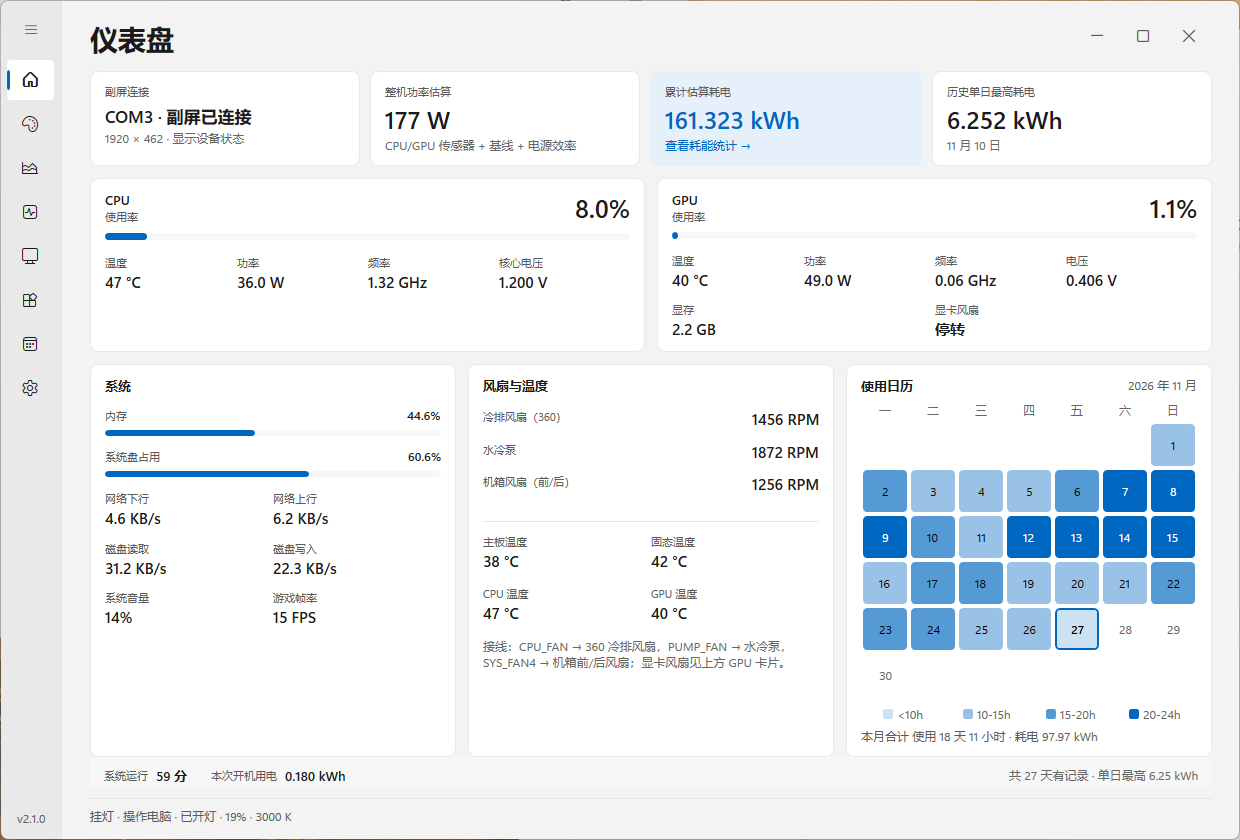 仪表盘
副屏连接
COM3 · 副屏已连接
1920 × 462 · 显示设备状态
整机功率估算
177 W
CPU/GPU 传感器 + 基线 + 电源效率
累计估算耗电
161.323 kWh
查看耗能统计 →
历史单日最高耗电
6.252 kWh
11 月 10 日
CPU
使用率
8.0%
温度 功率 频率 核心电压
47 °C 36.0 W 1.32 GHz 1.200 V
GPU
使用率
1.1%
温度 功率 频率 电压
40 °C 49.0 W 0.06 GHz 0.406 V
显存 显卡风扇
2.2 GB 停转
系统
内存 44.6%
系统盘占用 60.6%
网络下行 网络上行
4.6 KB/s 6.2 KB/s
磁盘读取 磁盘写入
31.2 KB/s 22.3 KB/s
系统音量 游戏帧率
14% 15 FPS
风扇与温度
冷排风扇（360） 1456 RPM
水冷泵 1872 RPM
机箱风扇（前/后） 1256 RPM
主板温度 固态温度
38 °C 42 °C
CPU 温度 GPU 温度
47 °C 40 °C
接线：CPU_FAN → 360 冷排风扇，PUMP_FAN → 水冷泵，
SYS_FAN4 → 机箱前/后风扇；显卡风扇见上方 GPU 卡片。
使用日历 2026 年 11 月
一 二 三 四 五 六 日
1
2 3 4 5 6 7 8
9 10 11 12 13 14 15
16 17 18 19 20 21 22
23 24 25 26 27 28 29
30
<10h 10-15h 15-20h 20-24h
本月合计 使用 18 天 11 小时 · 耗电 97.97 kWh
系统运行 59 分 本次开机用电 0.180 kWh
共 27 天有记录 · 单日最高 6.25 kWh
v2.1.0
挂灯 · 操作电脑 · 已开灯 · 19% · 3000 K